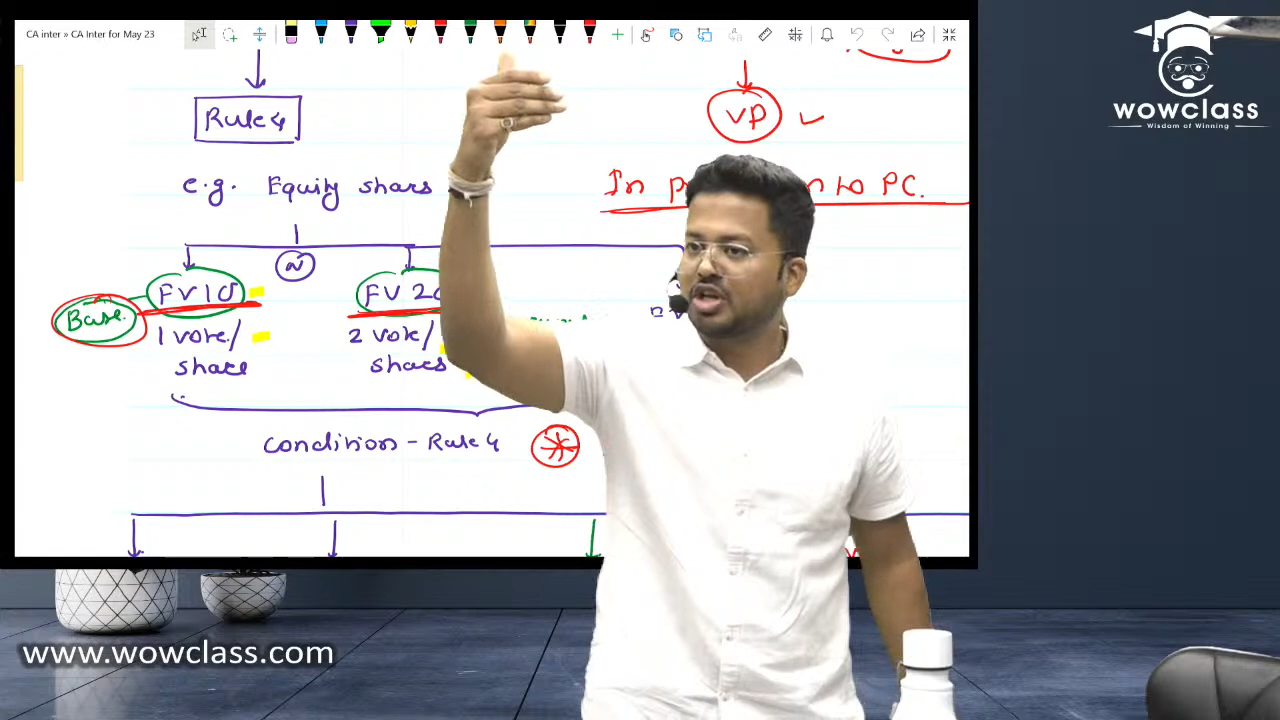 CA inter » CA Inter for May 23
wowclass
Wisdom of Winning
Rule 4
VP
e.g. Equity shares
In p
n to PC.
N
FV 10
FV 20
Base
1 vote/
share
2 vote/
shares
Condition - Rule 4
www.wowclass.com